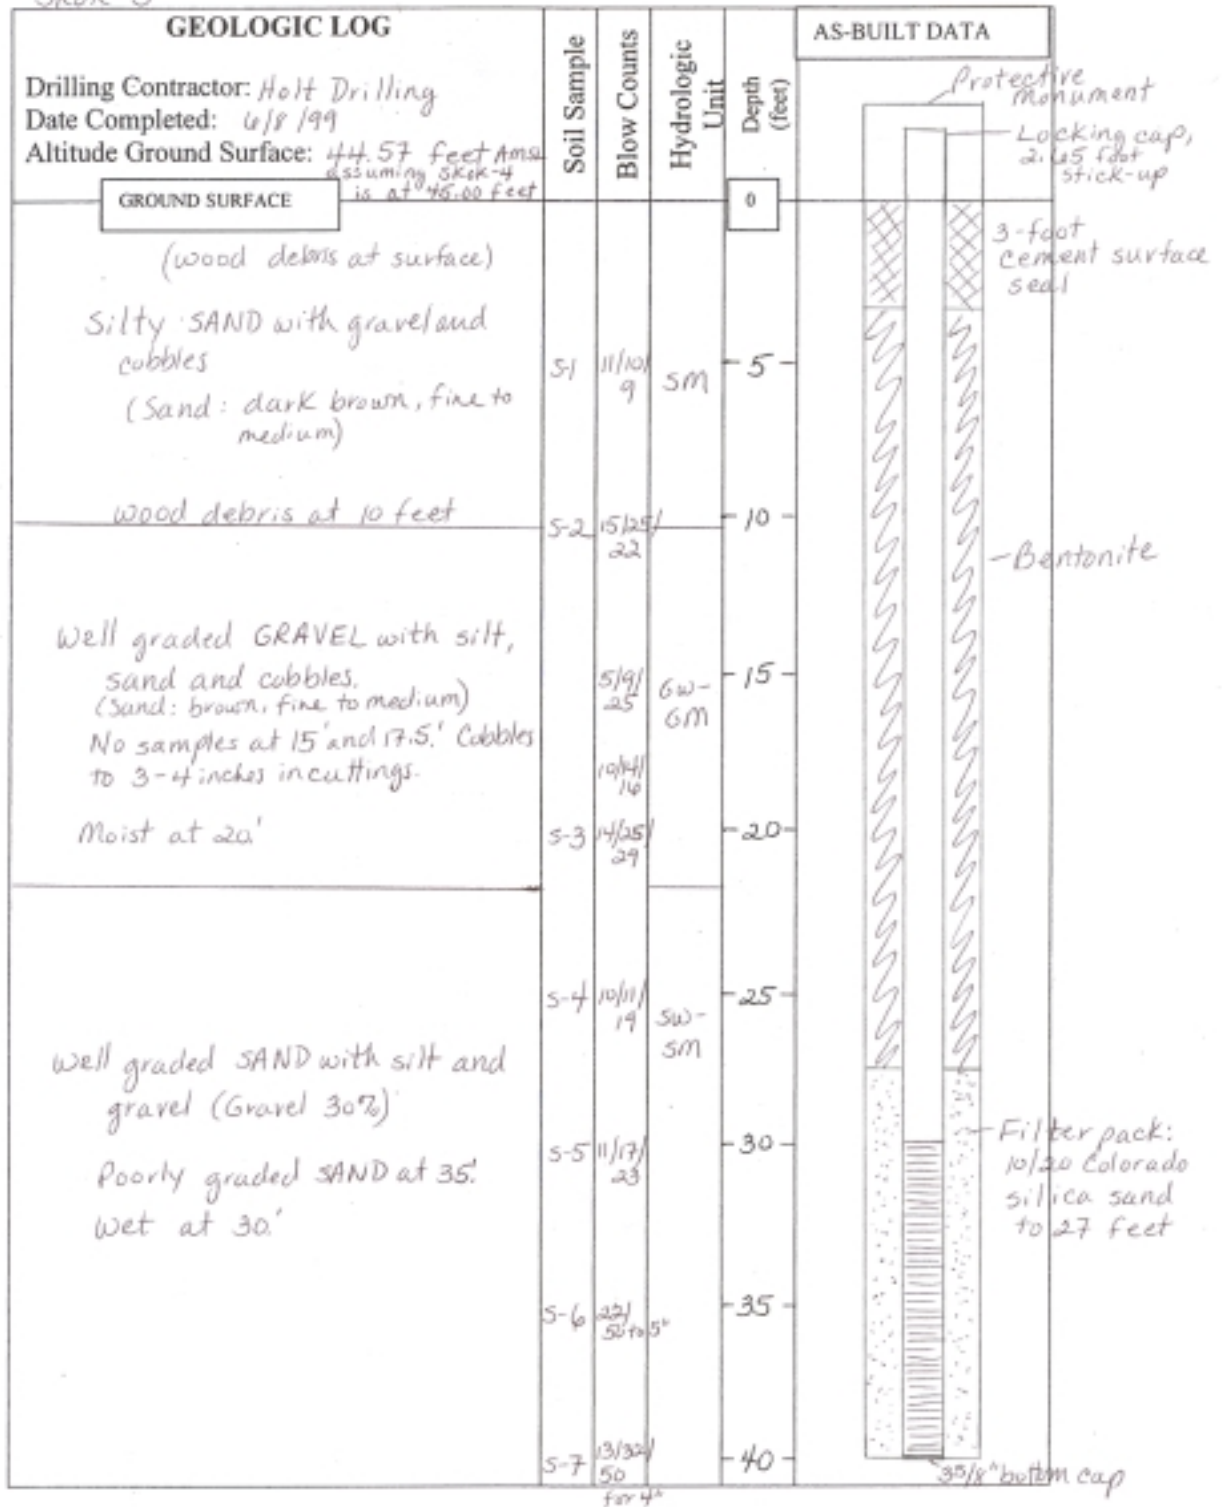 GEOLOGIC LOG
Drilling Contractor: Holt Drilling
Date Completed: 6/8/99
Altitude Ground Surface: 44.57 feet Amsl
assuming skok-4
is at 45.00 feet
Soil Sample
Blow Counts
Hydrologic
Unit
Depth
(feet)
AS-BUILT DATA
Protective
monument
Locking cap,
2.65 foot
stick-up
GROUND SURFACE
0
(wood debris at surface)
3-foot
cement surface
seal
Silty SAND with gravel and
cobbles
(Sand: dark brown, fine to
medium)
S-1
11/10/
9
SM
5
wood debris at 10 feet
S-2
15/25/
22
10
Bentonite
Well graded GRAVEL with silt,
sand and cobbles.
(Sand: brown, fine to medium)
No samples at 15' and 17.5'. Cobbles
to 3-4 inches in cuttings.
5/9/
25
GW-
GM
15
10/14/
16
Moist at 20'.
S-3
14/25/
29
20
S-4
10/11/
19
SW-
SM
25
Well graded SAND with silt and
gravel (Gravel 30%)
Poorly graded SAND at 35'.
Wet at 30'.
S-5
11/17/
23
30
Filter pack:
10/20 Colorado
silica sand
to 27 feet
S-6
22/
50 to 5"
35
S-7
13/32/
50
for 4"
40
3 5/8" bottom cap